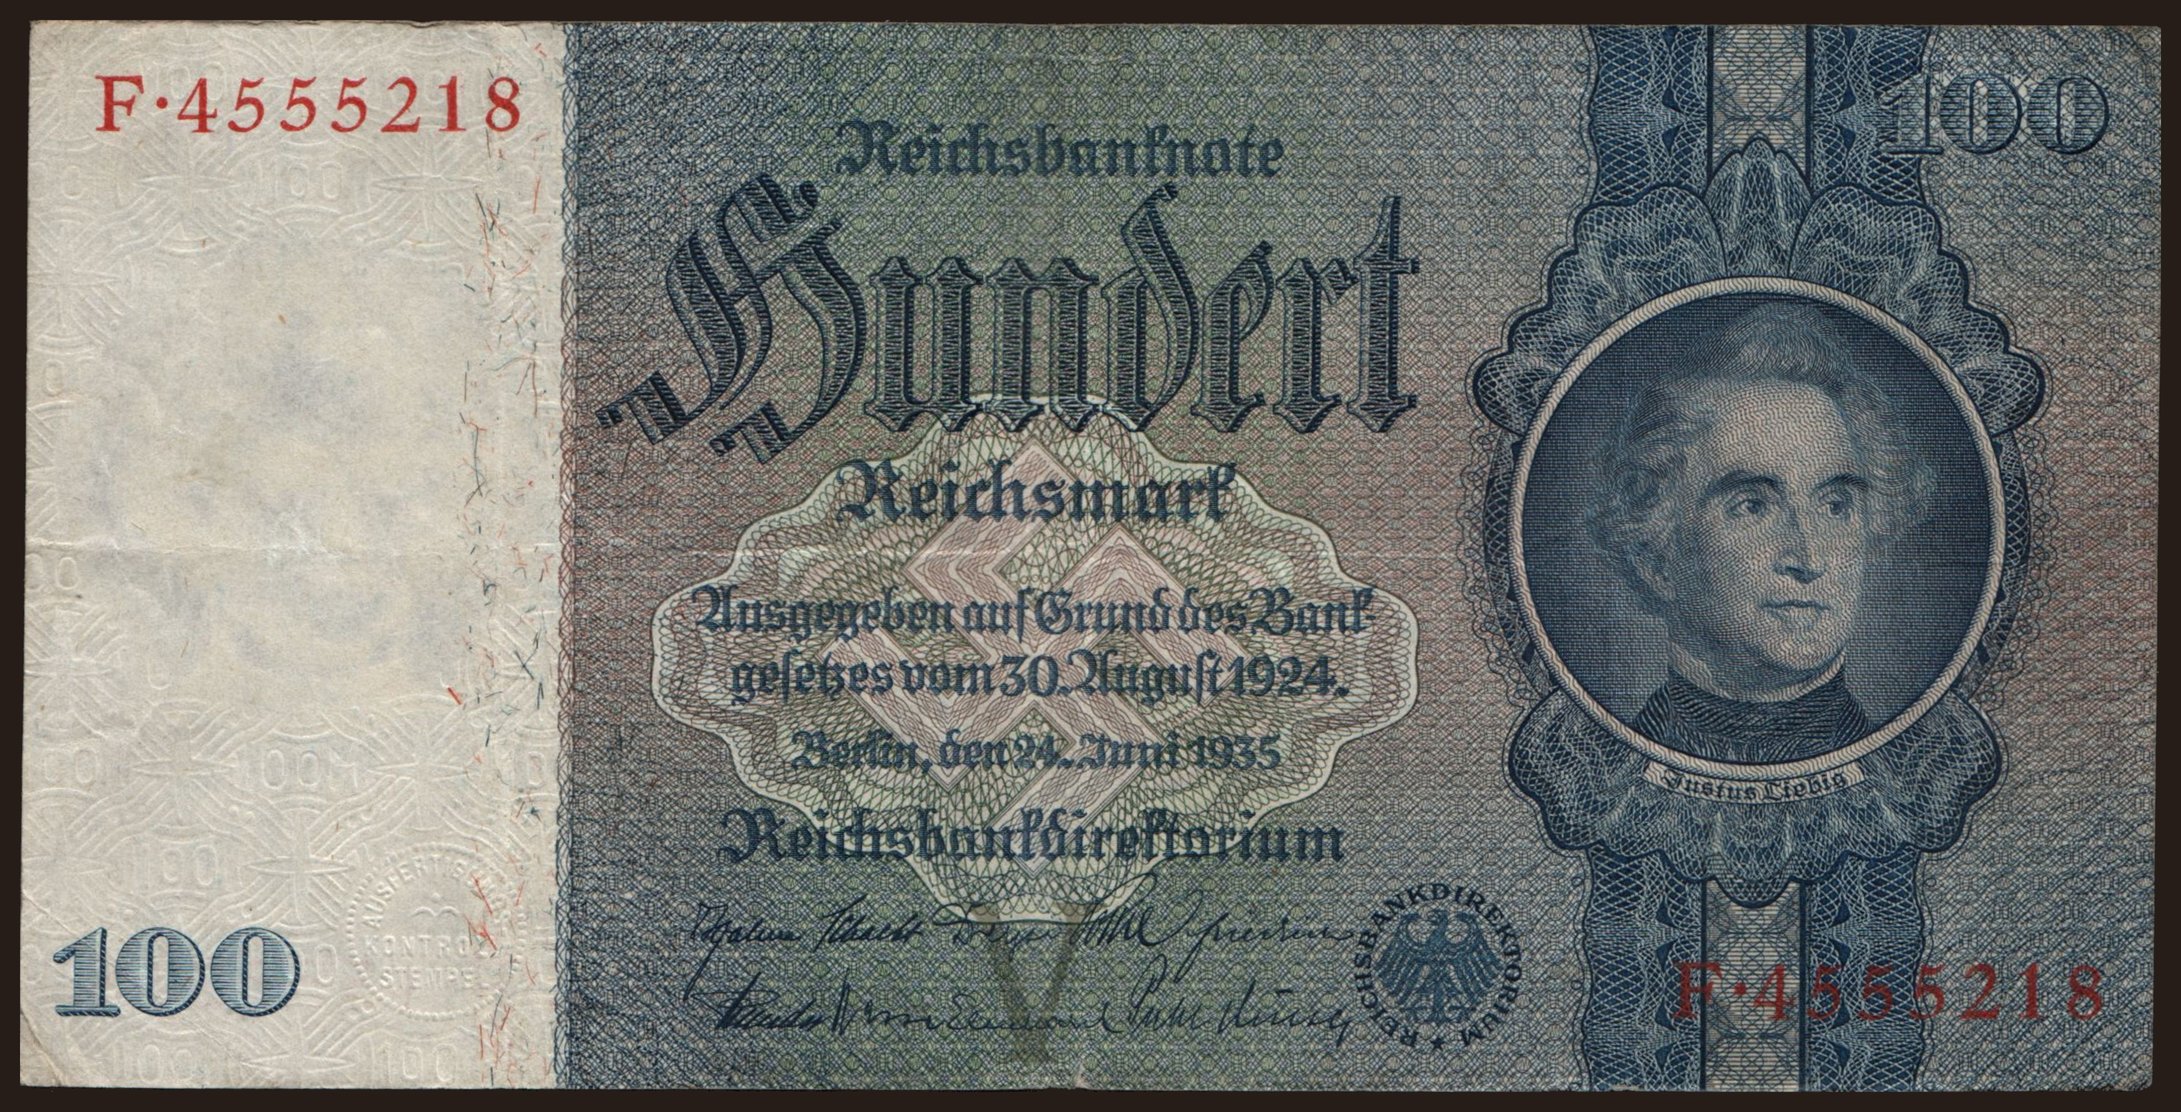 F·4555218
100
Reichsbanknote
Hundert
Reichsmark
Ausgegeben auf Grund des Bank-
gesetzes vom 30. August 1924.
Berlin, den 24. Juni 1935
Reichsbankdirektorium
REICHSBANKDIREKTORIUM
Justus Liebig
AUSFERTIGUNGS
KONTROLL
STEMPEL
100
Y
F·4555218